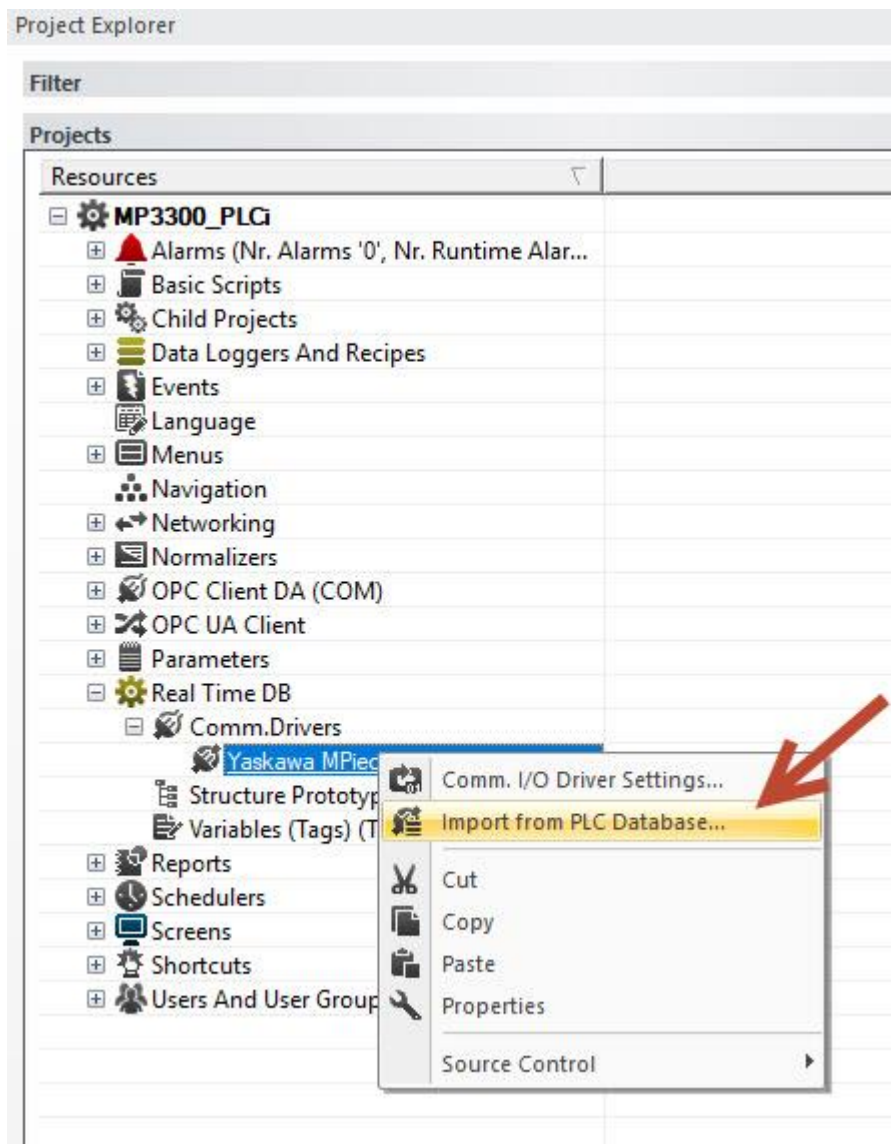 Project Explorer
Filter
Projects
Resources
MP3300_PLCi
Alarms (Nr. Alarms '0', Nr. Runtime Alar...
Basic Scripts
Child Projects
Data Loggers And Recipes
Events
Language
Menus
Navigation
Networking
Normalizers
OPC Client DA (COM)
OPC UA Client
Parameters
Real Time DB
Comm.Drivers
Yaskawa MPiec
Structure Prototyp
Variables (Tags) (T
Reports
Schedulers
Screens
Shortcuts
Users And User Group
Comm. I/O Driver Settings...
Import from PLC Database...
Cut
Copy
Paste
Properties
Source Control